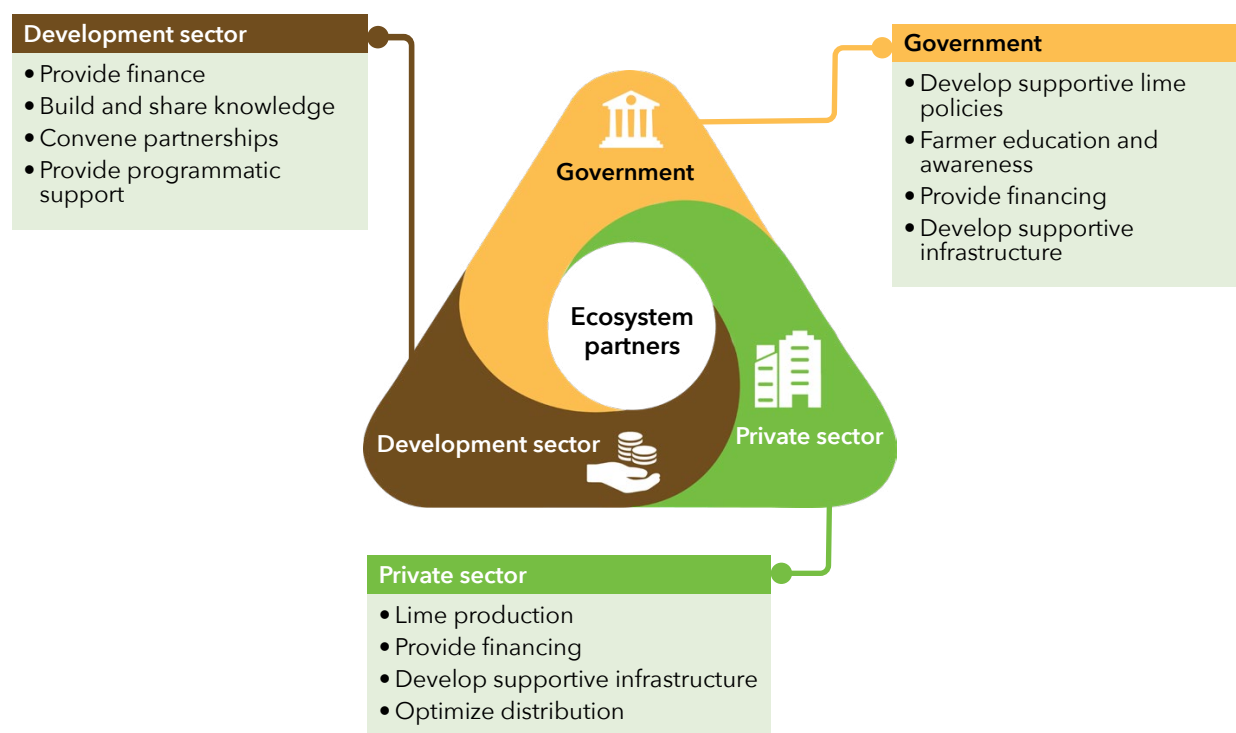 Development sector
• Provide finance
• Build and share knowledge
• Convene partnerships
• Provide programmatic
support
Government
• Develop supportive lime
policies
• Farmer education and
awareness
• Provide financing
• Develop supportive
infrastructure
Government
Ecosystem
partners
Development sector
Private sector
Private sector
• Lime production
• Provide financing
• Develop supportive infrastructure
• Optimize distribution